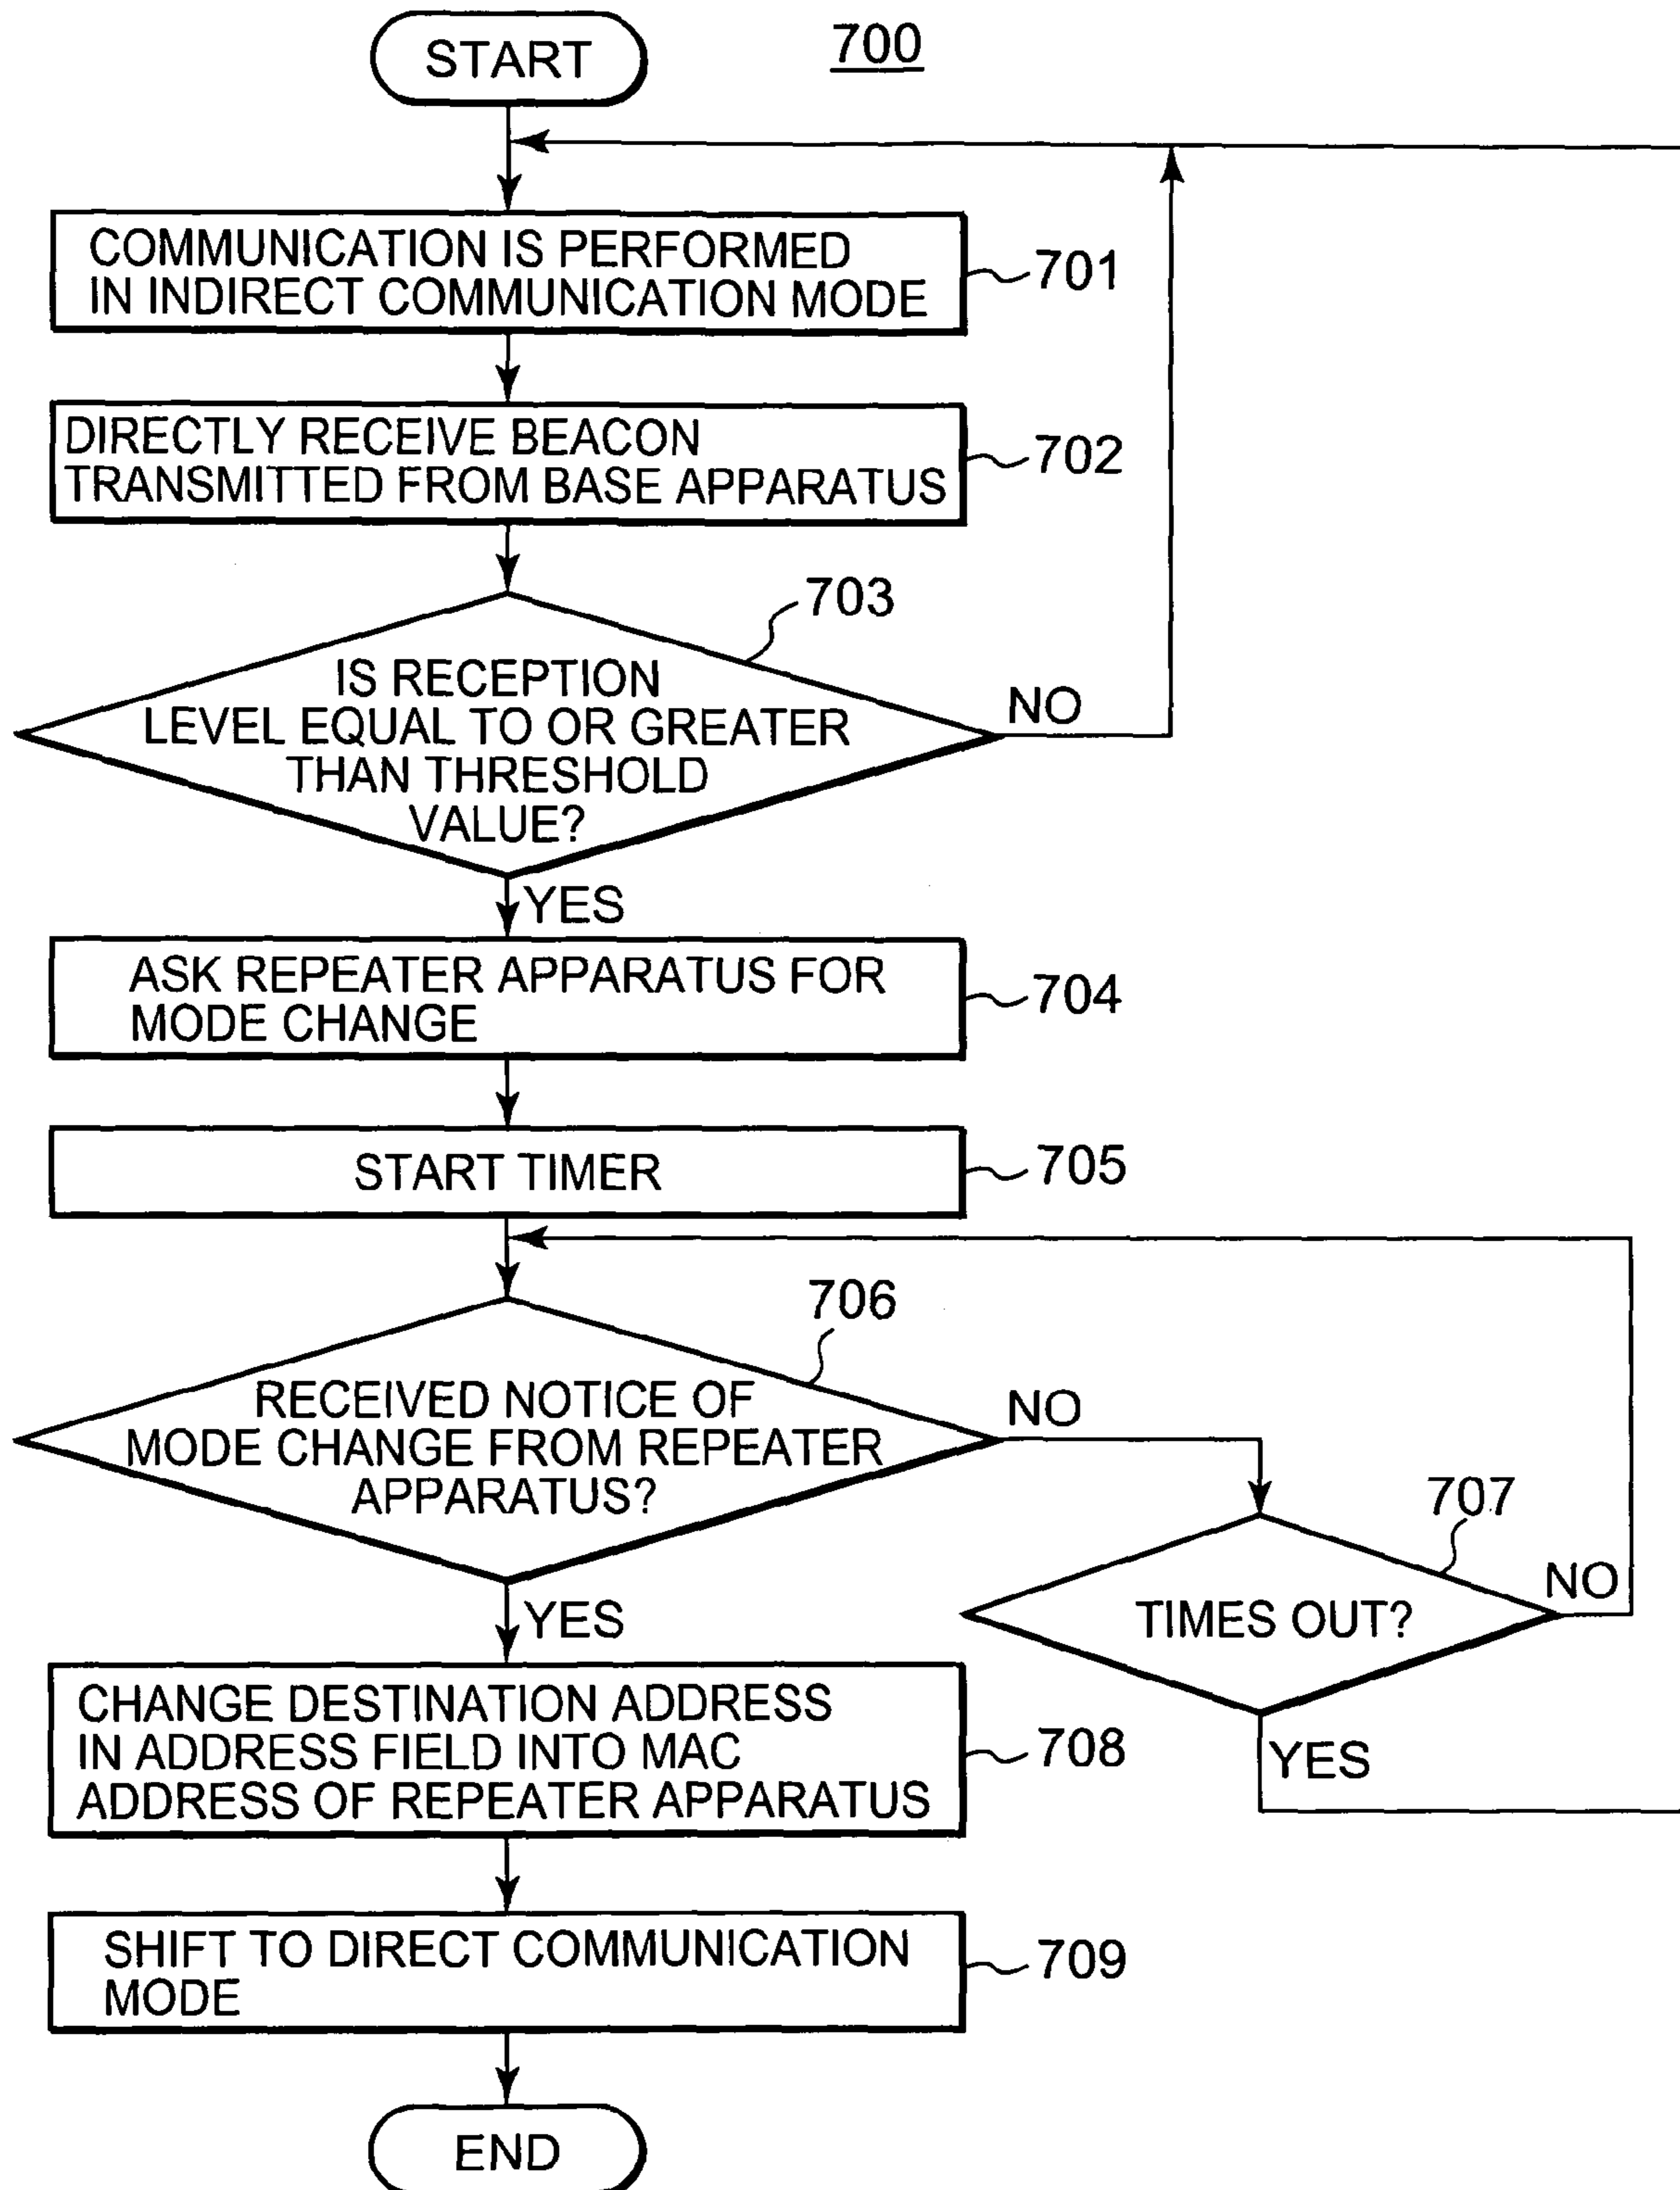 START
700
COMMUNICATION IS PERFORMED
IN INDIRECT COMMUNICATION MODE
701
DIRECTLY RECEIVE BEACON
TRANSMITTED FROM BASE APPARATUS
702
703
IS RECEPTION
LEVEL EQUAL TO OR GREATER
THAN THRESHOLD
VALUE?
NO
YES
ASK REPEATER APPARATUS FOR
MODE CHANGE
704
START TIMER
705
706
RECEIVED NOTICE OF
MODE CHANGE FROM REPEATER
APPARATUS?
NO
707
TIMES OUT?
NO
YES
YES
CHANGE DESTINATION ADDRESS
IN ADDRESS FIELD INTO MAC
ADDRESS OF REPEATER APPARATUS
708
SHIFT TO DIRECT COMMUNICATION
MODE
709
END